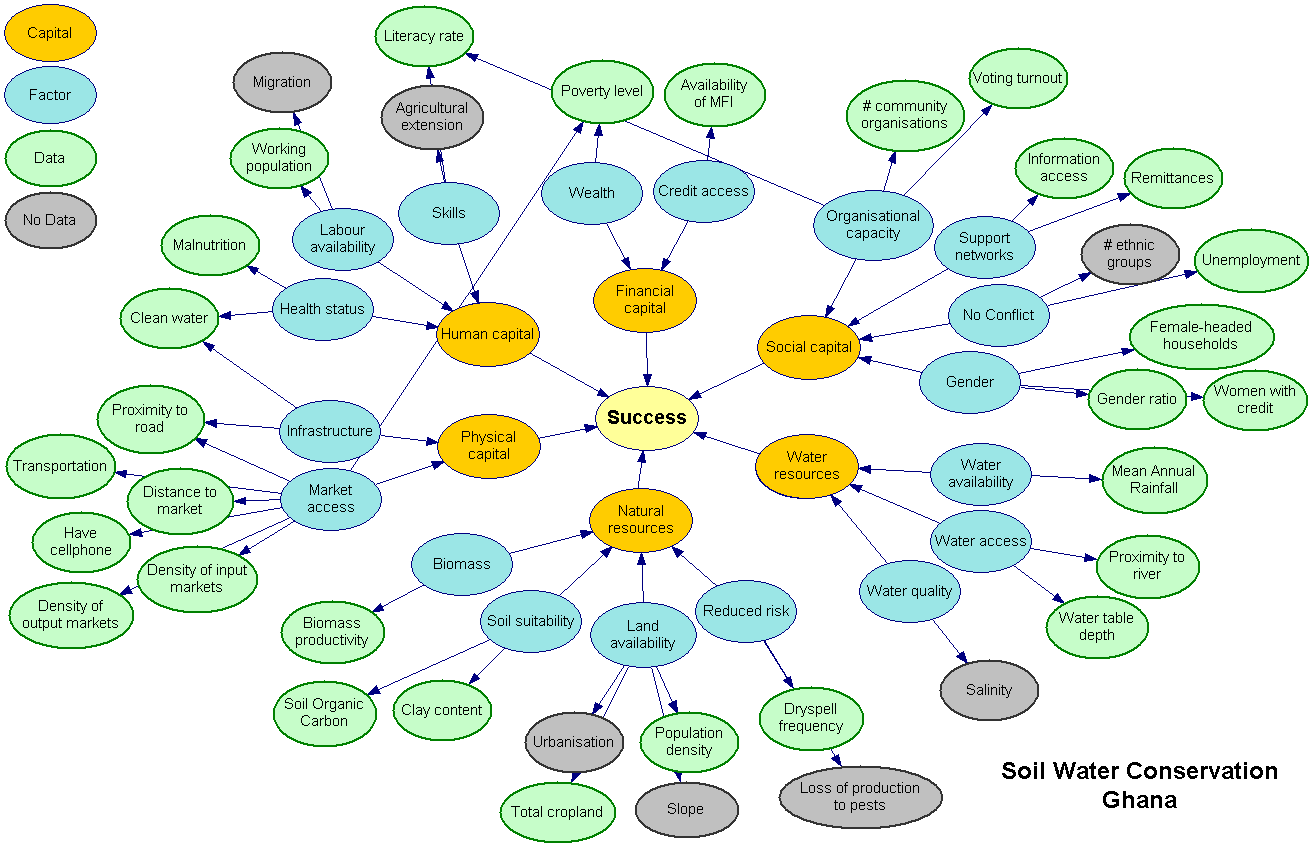 Capital
Factor
Data
No Data
Literacy rate
Migration
Agricultural
extension
Working
population
Poverty level
Availability
of MFI
# community
organisations
Voting turnout
Information
access
Remittances
# ethnic
groups
Unemployment
Malnutrition
Labour
availability
Skills
Wealth
Credit access
Organisational
capacity
Support
networks
Clean water
Health status
Human capital
Financial
capital
Social capital
No Conflict
Gender
Female-headed
households
Gender ratio
Women with
credit
Proximity to
road
Infrastructure
Physical
capital
Success
Water
resources
Water
availability
Mean Annual
Rainfall
Transportation
Distance to
market
Market
access
Have
cellphone
Density of input
markets
Density of
output markets
Natural
resources
Biomass
Biomass
productivity
Soil suitability
Land
availability
Reduced risk
Water quality
Water access
Proximity to
river
Water table
depth
Salinity
Soil Organic
Carbon
Clay content
Urbanisation
Population
density
Dryspell
frequency
Total cropland
Slope
Loss of production
to pests
Soil Water Conservation
Ghana